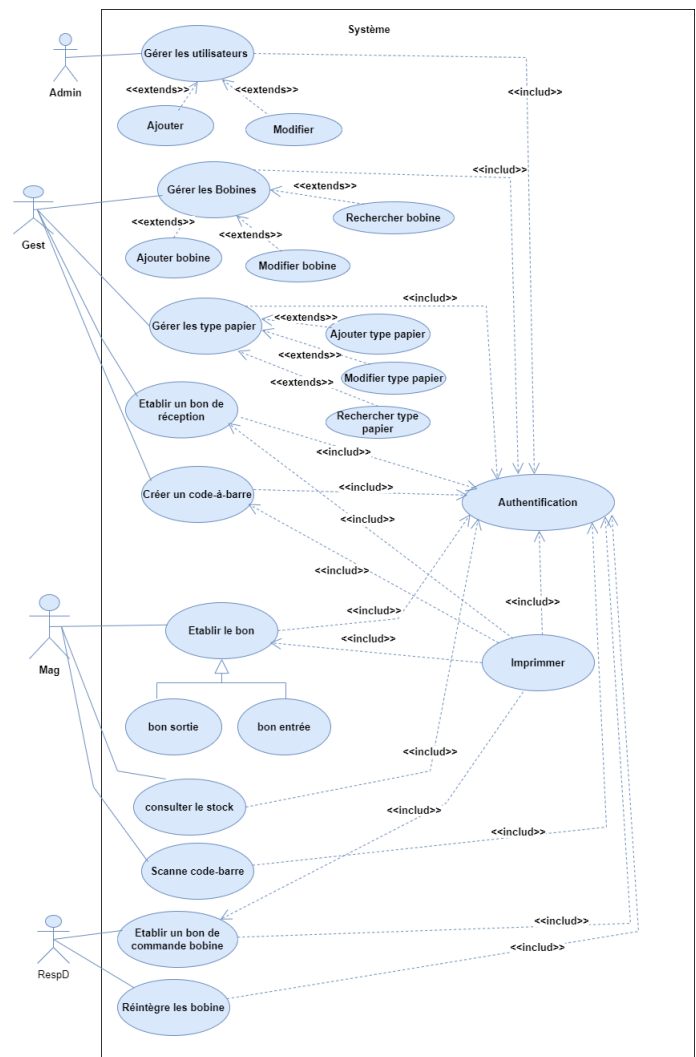 Système
Gérer les utilisateurs
Admin
<<extends>>
<<extends>>
<<includ>>
Ajouter
Modifier
<<includ>>
Gérer les Bobines
<<extends>>
Rechercher bobine
<<extends>>
<<extends>>
Gest
Ajouter bobine
Modifier bobine
<<includ>>
<<extends>>
Gérer les type papier
Ajouter type papier
<<extends>>
Modifier type papier
<<extends>>
Etablir un bon de
réception
Rechercher type
papier
<<includ>>
<<includ>>
Créer un code-à-barre
Authentification
<<includ>>
<<includ>>
<<includ>>
<<includ>>
Etablir le bon
<<includ>>
Mag
Imprimmer
bon sortie
bon entrée
<<includ>>
consulter le stock
<<includ>>
<<includ>>
Scanne code-barre
<<includ>>
Etablir un bon de
commande bobine
<<includ>>
RespD
Réintègre les bobine